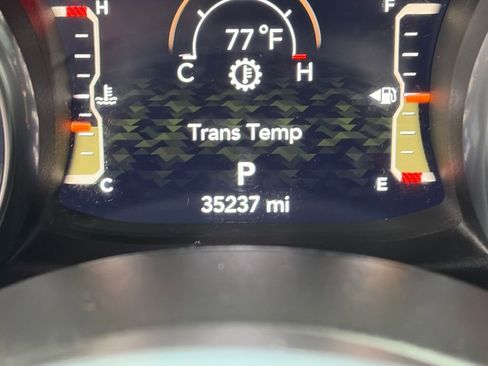 H F
77°F
C H
Trans Temp
C P E
35237 mi